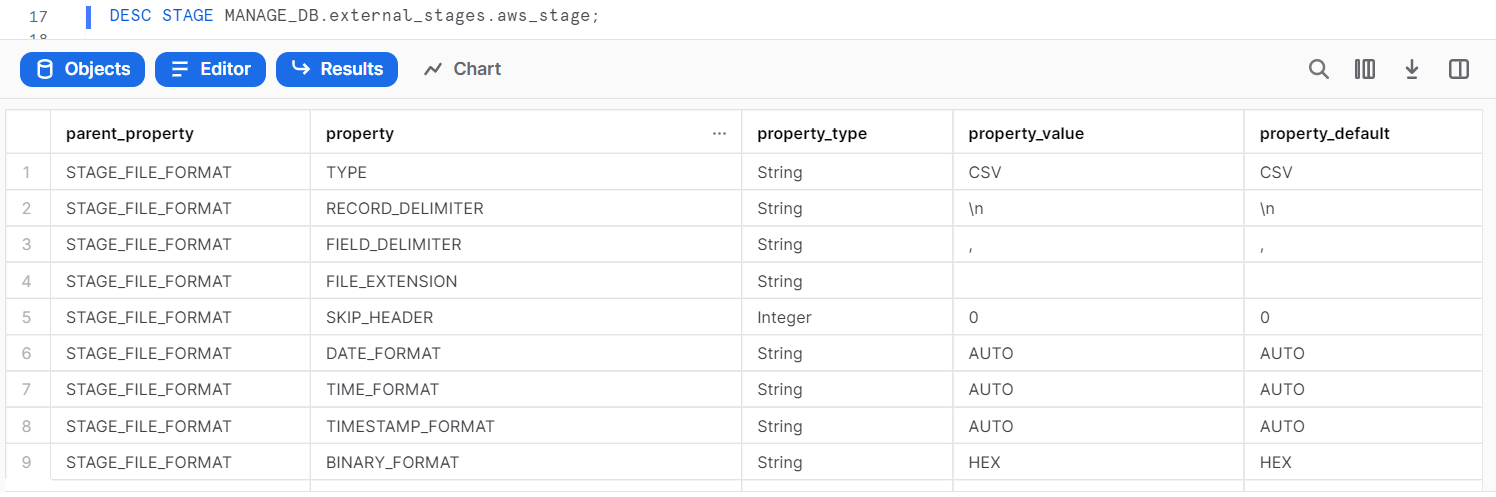 17 DESC STAGE MANAGE_DB.external_stages.aws_stage;
Objects Editor Results Chart
parent_property property ... property_type property_value property_default
1 STAGE_FILE_FORMAT TYPE String CSV CSV
2 STAGE_FILE_FORMAT RECORD_DELIMITER String \n \n
3 STAGE_FILE_FORMAT FIELD_DELIMITER String , ,
4 STAGE_FILE_FORMAT FILE_EXTENSION String
5 STAGE_FILE_FORMAT SKIP_HEADER Integer 0 0
6 STAGE_FILE_FORMAT DATE_FORMAT String AUTO AUTO
7 STAGE_FILE_FORMAT TIME_FORMAT String AUTO AUTO
8 STAGE_FILE_FORMAT TIMESTAMP_FORMAT String AUTO AUTO
9 STAGE_FILE_FORMAT BINARY_FORMAT String HEX HEX